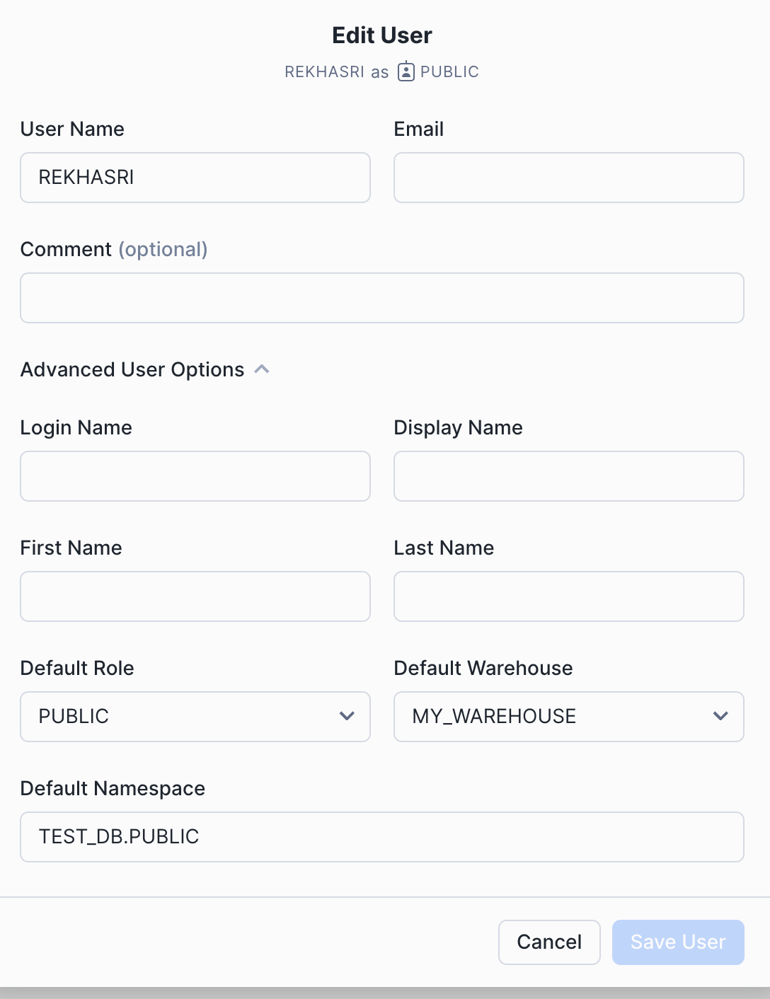 Edit User
REKHASRI as PUBLIC
User Name
Email
REKHASRI
Comment (optional)
Advanced User Options
Login Name
Display Name
First Name
Last Name
Default Role
Default Warehouse
PUBLIC
MY_WAREHOUSE
Default Namespace
TEST_DB.PUBLIC
Cancel
Save User